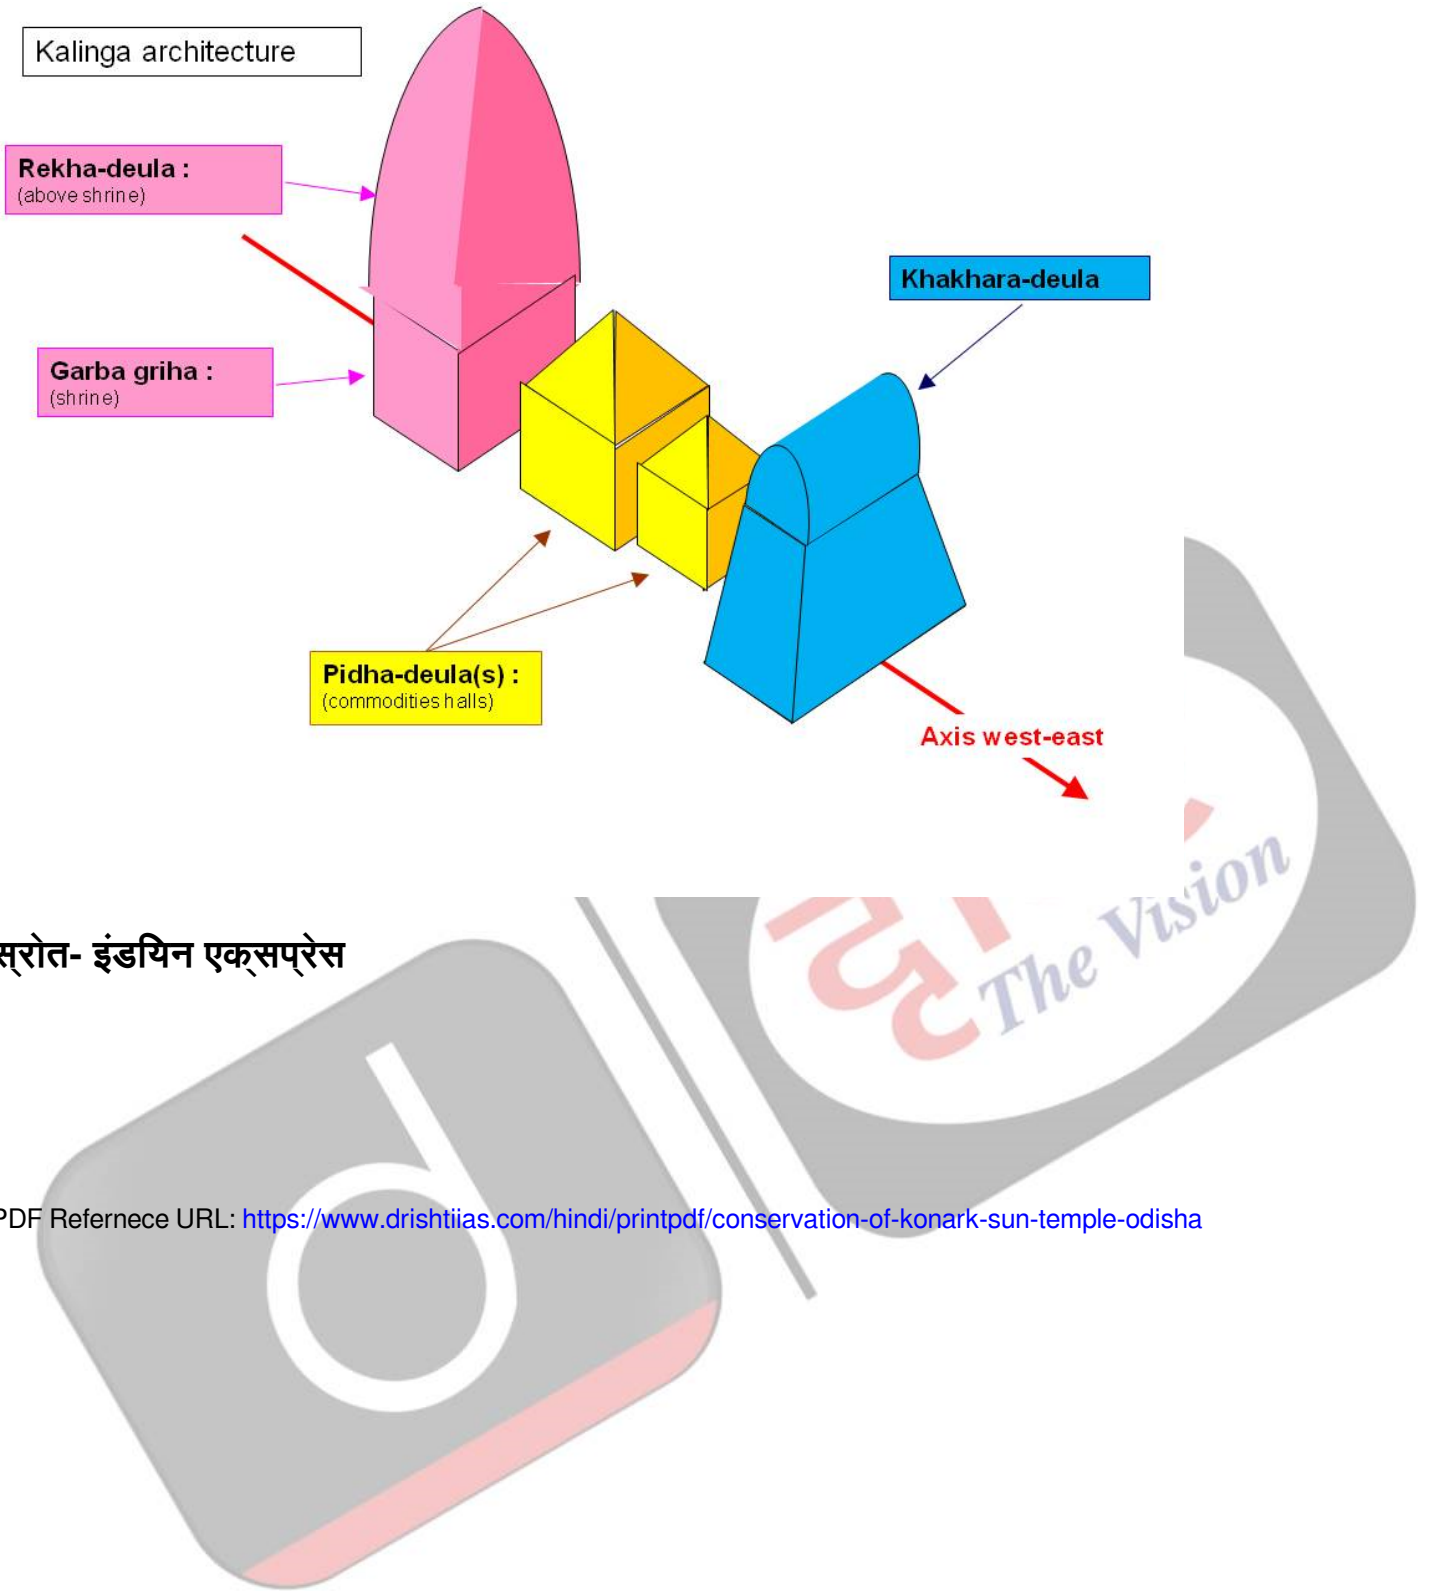 Kalinga architecture
Rekha-deula :
(above shrine)
Khakhara-deula
Garba griha :
(shrine)
Pidha-deula(s) :
(commodities halls)
Axis west-east
The Vision
स्रोत- इंडियन एक्सप्रेस
PDF Refernece URL: https://www.drishtiias.com/hindi/printpdf/conservation-of-konark-sun-temple-odisha